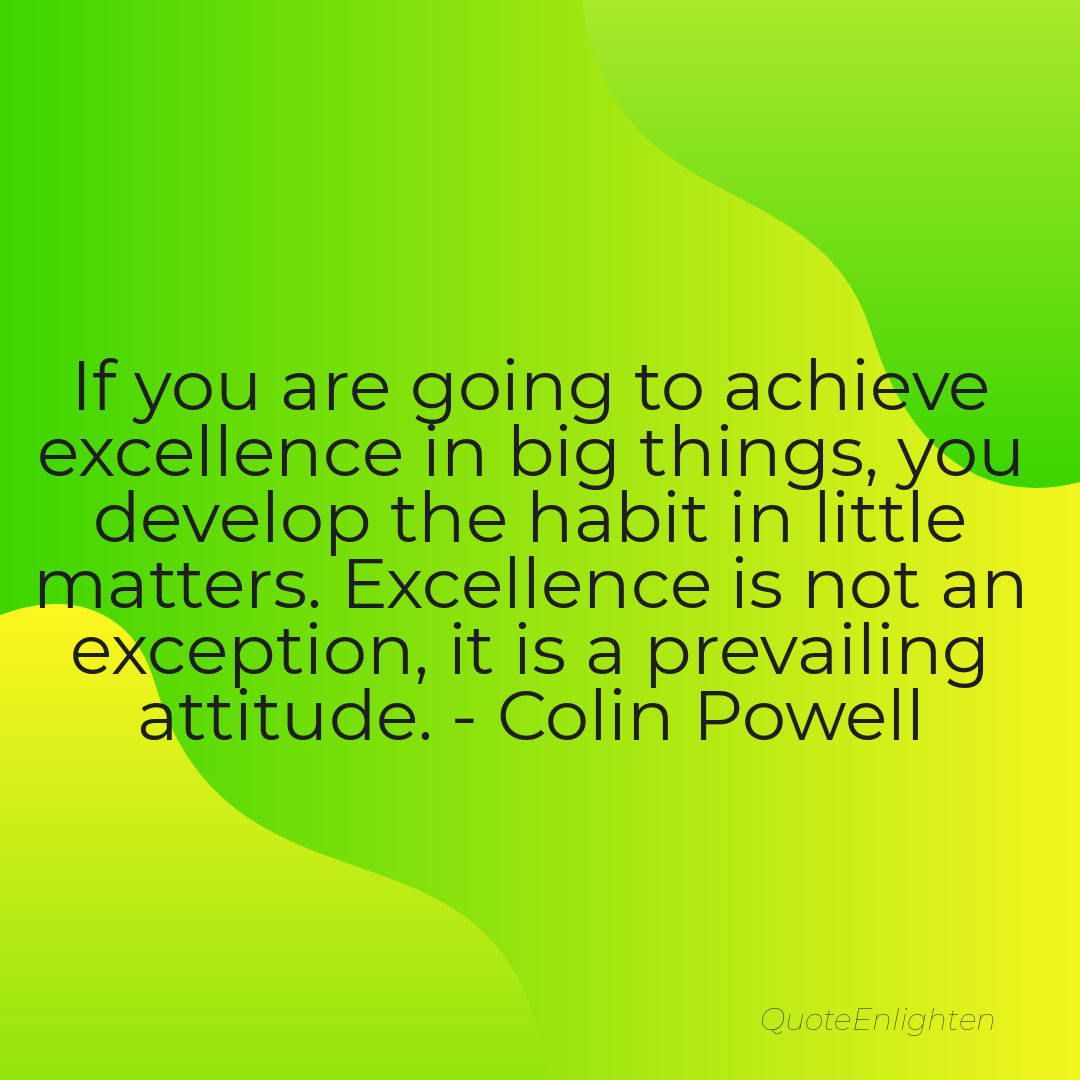 If you are going to achieve
excellence in big things, you
develop the habit in little
matters. Excellence is not an
exception, it is a prevailing
attitude. - Colin Powell
QuoteEnlighten